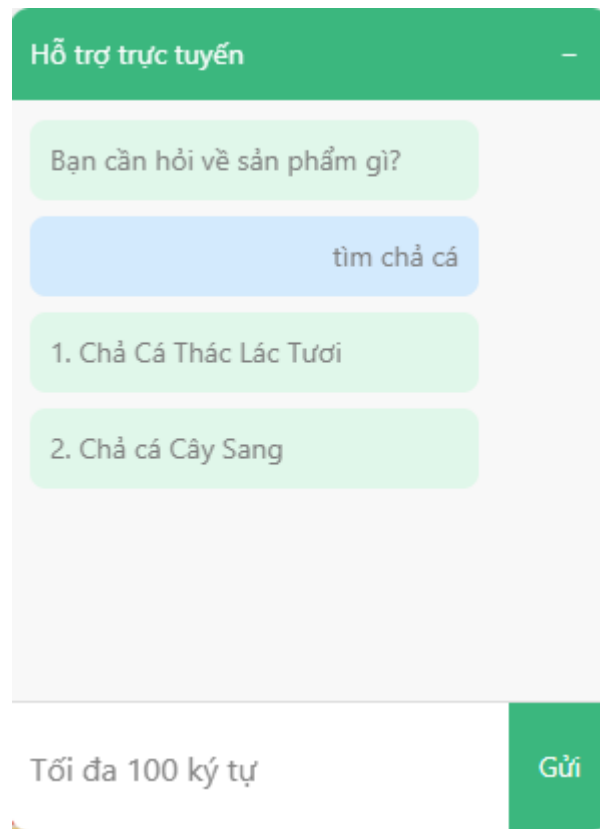 Hỗ trợ trực tuyến
Bạn cần hỏi về sản phẩm gì?
tìm chả cá
1. Chả Cá Thác Lác Tươi
2. Chả cá Cây Sang
Tối đa 100 ký tự
Gửi